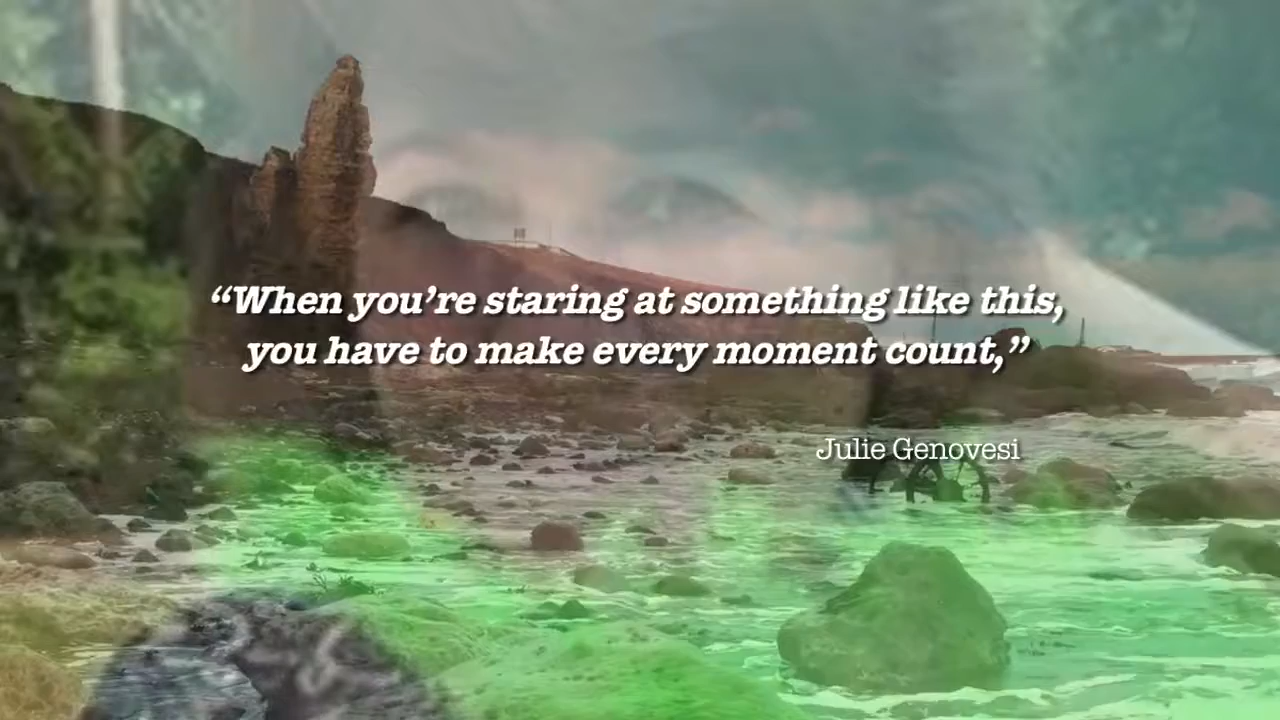 “When you’re staring at something like this,
you have to make every moment count,”
Julie Genovesi